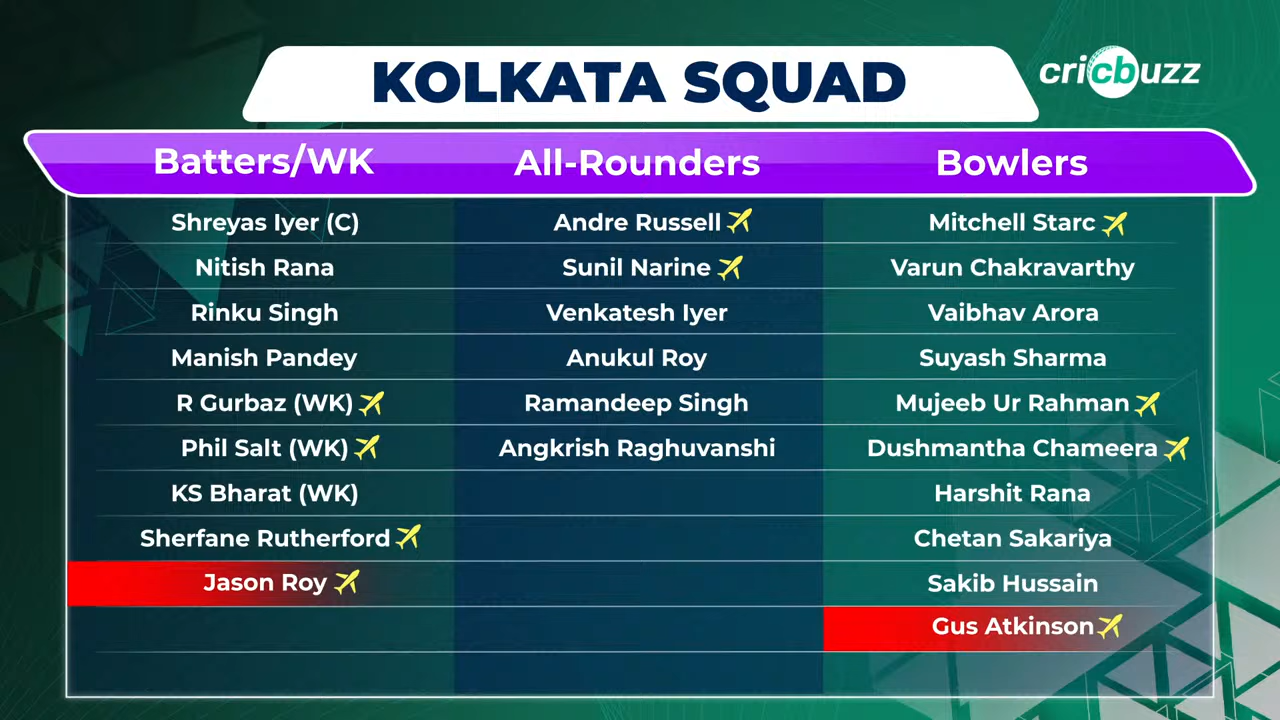 KOLKATA SQUAD
cricbuzz
Batters/WK All-Rounders Bowlers
Shreyas Iyer (C) Andre Russell Mitchell Starc
Nitish Rana Sunil Narine Varun Chakravarthy
Rinku Singh Venkatesh Iyer Vaibhav Arora
Manish Pandey Anukul Roy Suyash Sharma
R Gurbaz (WK) Ramandeep Singh Mujeeb Ur Rahman
Phil Salt (WK) Angkrish Raghuvanshi Dushmantha Chameera
KS Bharat (WK) Harshit Rana
Sherfane Rutherford Chetan Sakariya
Jason Roy Sakib Hussain
Gus Atkinson